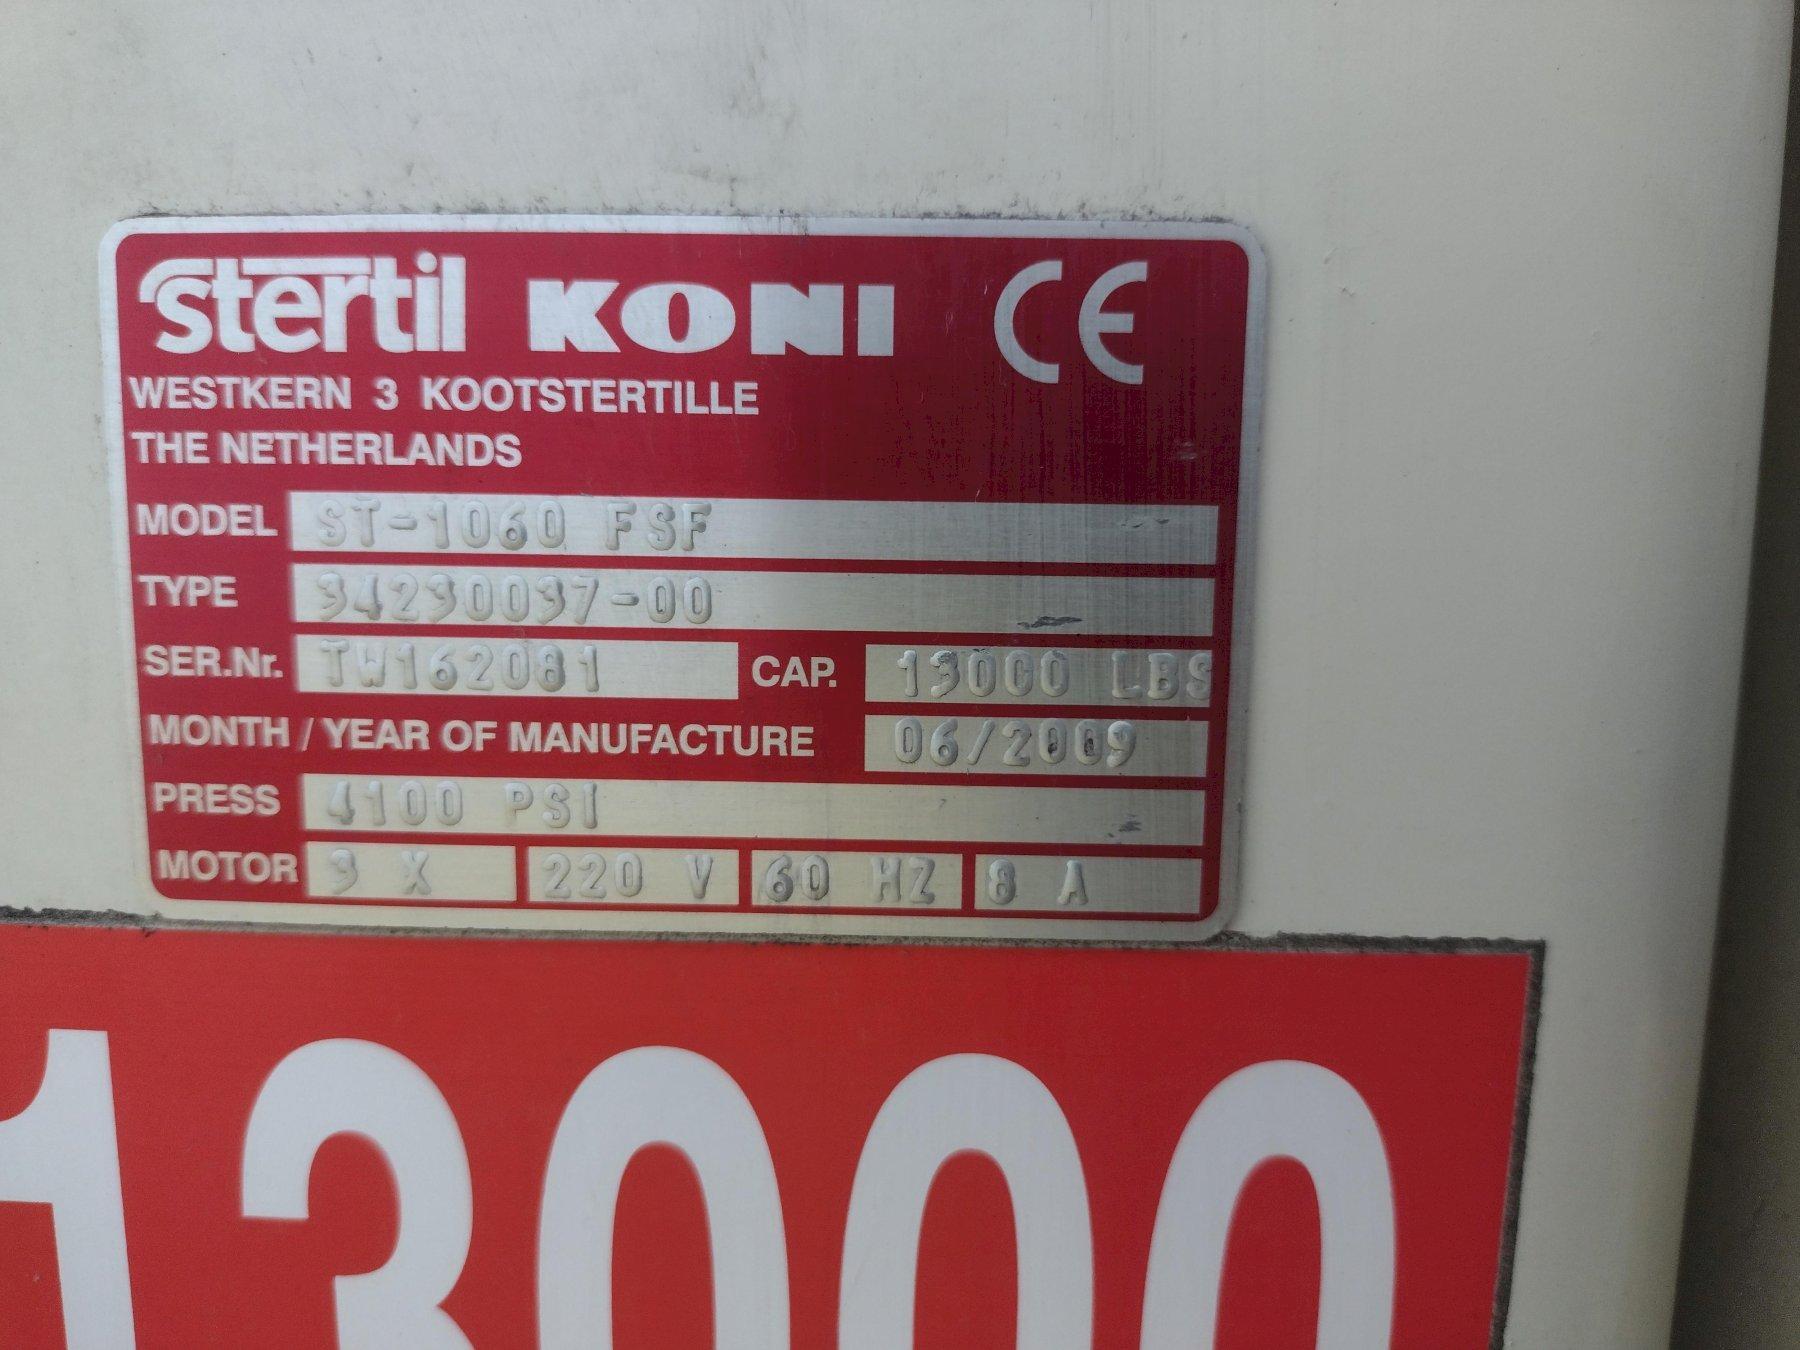 stertil KONI CE
WESTKERN 3 KOOTSTERTILLE
THE NETHERLANDS
MODEL ST-1060 FSF
TYPE 34230037-00
SER.Nr. TW162081 CAP. 13000 LBS
MONTH / YEAR OF MANUFACTURE 06/2009
PRESS 4100 PSI
MOTOR 3 X 220 V 60 HZ 8 A
13000